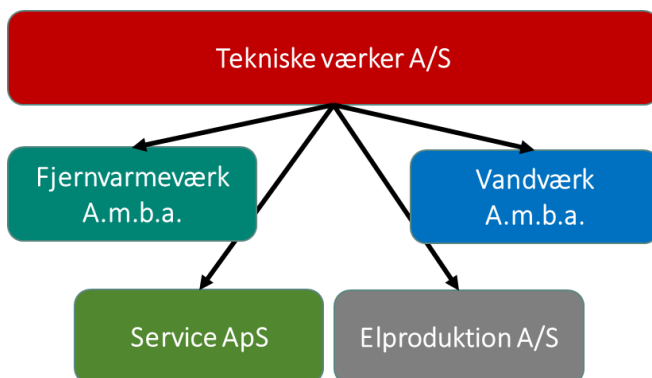 Tekniske værker A/S
Fjernvarmeværk
A.m.b.a.
Vandværk
A.m.b.a.
Service ApS
Elproduktion A/S